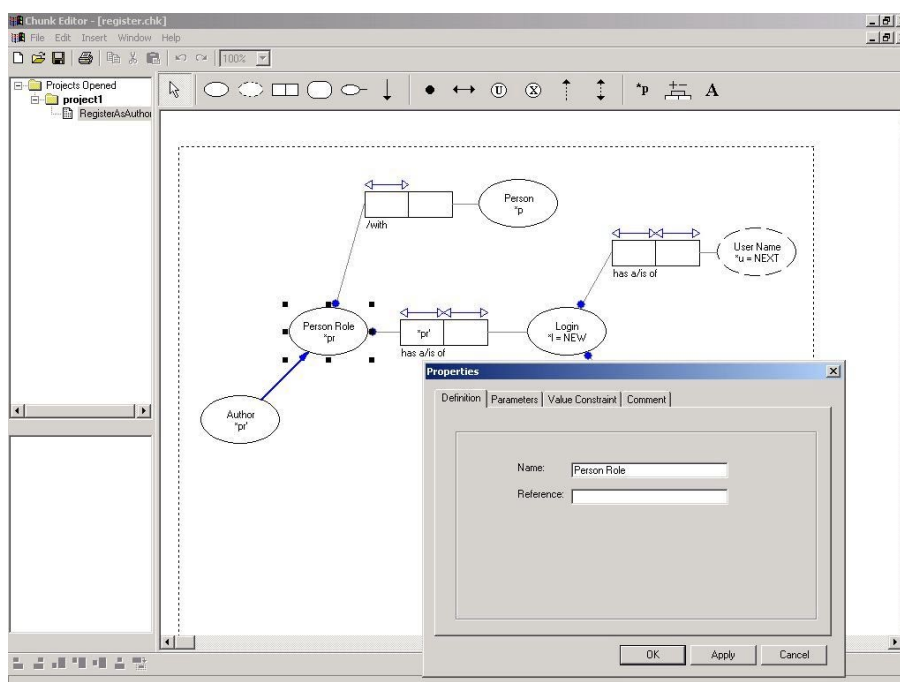 Chunk Editor - [register.chk]
File Edit Insert Window Help
100%
Projects Opened
project1
RegisterAsAuthor
U X *p +- A
Person
*p
/with
User Name
*u = NEXT
has a/is of
Person Role
*pr
"pr'
has a/is of
Login
*l = NEW
Author
"pr'
Properties
Definition Parameters Value Constraint Comment
Name: Person Role
Reference:
OK Apply Cancel